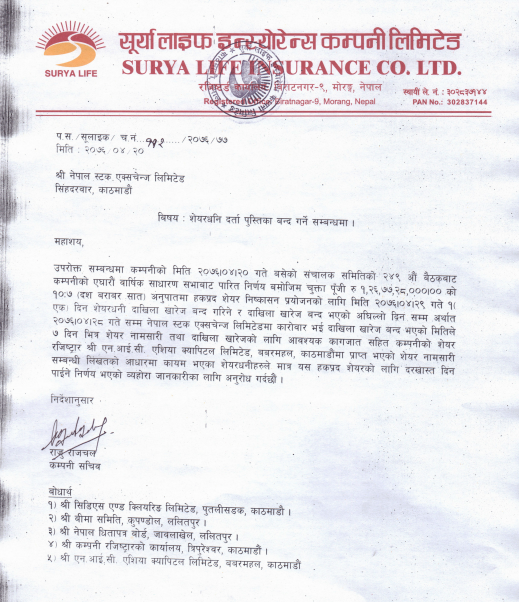 सूर्या लाइफ इन्स्योरेन्स कम्पनी लिमिटेड
SURYA LIFE INSURANCE CO. LTD.
SURYA LIFE
रजिष्टर्ड कार्यालय विराटनगर-९, मोरङ्ग, नेपाल
स्थायी ले. नं. : ३०२८३७१४४
Registered Office: Biratnagar-9, Morang, Nepal
PAN No.: 302837144
प.स./सूलाइक/ च.नं. ११२ /२०७६/७७
मिति : २०७६/०४/२०
श्री नेपाल स्टक एक्सचेन्ज लिमिटेड
सिंहदरवार, काठमाडौं
विषय : शेयरधनि दर्ता पुस्तिका बन्द गर्ने सम्बन्धमा ।
महाशय,
उपरोक्त सम्बन्धमा कम्पनीको मिति २०७६।०४।२० गते बसेको संचालक समितिको २४९ औं बैठकबाट
कम्पनीको एघारौं वार्षिक साधारण सभाबाट पारित निर्णय बमोजिम चुक्ता पूँजी रु १,२६,७७,२८,०००।०० को
१०:७ (दश बराबर सात) अनुपातमा हकप्रद शेयर निष्काशन प्रयोजनको लागि मिति २०७६।०४।२९ गते १(
एक) दिन शेयरधनी दाखिला खारेज बन्द गरिने र दाखिला खारेज बन्द भएको अघिल्लो दिन सम्म अर्थात
२०७६।०४।२८ गते सम्म नेपाल स्टक एक्सचेन्ज लिमिटेडमा कारोबार भई दाखिला खारेज बन्द भएको मितिले
७ दिन भित्र शेयर नामसारी तथा दाखिला खारेजको लागि आवश्यक कागजात सहित कम्पनीको शेयर
रजिष्ट्रार श्री एन.आई.सी. एशिया क्यापिटल लिमिटेड, बबरमहल, काठमाडौंमा प्राप्त भएको शेयर नामसारी
सम्बन्धी लिखतको आधारमा कायम भएका शेयरधनीहरुले मात्र यस हकप्रद शेयरको लागि दरखास्त दिन
पाईने निर्णय भएको व्यहोरा जानकारीका लागि अनुरोध गर्दछौं ।
निर्देशानुसार
कम्पनी सचिव
बोधार्थ
१) श्री सिडिएस एण्ड क्लियरिङ लिमिटेड, पुतलीसडक, काठमाडौं ।
२) श्री बीमा समिति, कुपण्डोल, ललितपुर ।
३) श्री नेपाल धितोपत्र बोर्ड, जावलाखेल, ललितपुर ।
४) श्री कम्पनी रजिष्टारको कार्यालय, त्रिपुरेश्वर, काठमाडौं ।
५) श्री एन.आई.सी. एशिया क्यापिटल लिमिटेड, बबरमहल, काठमाडौं